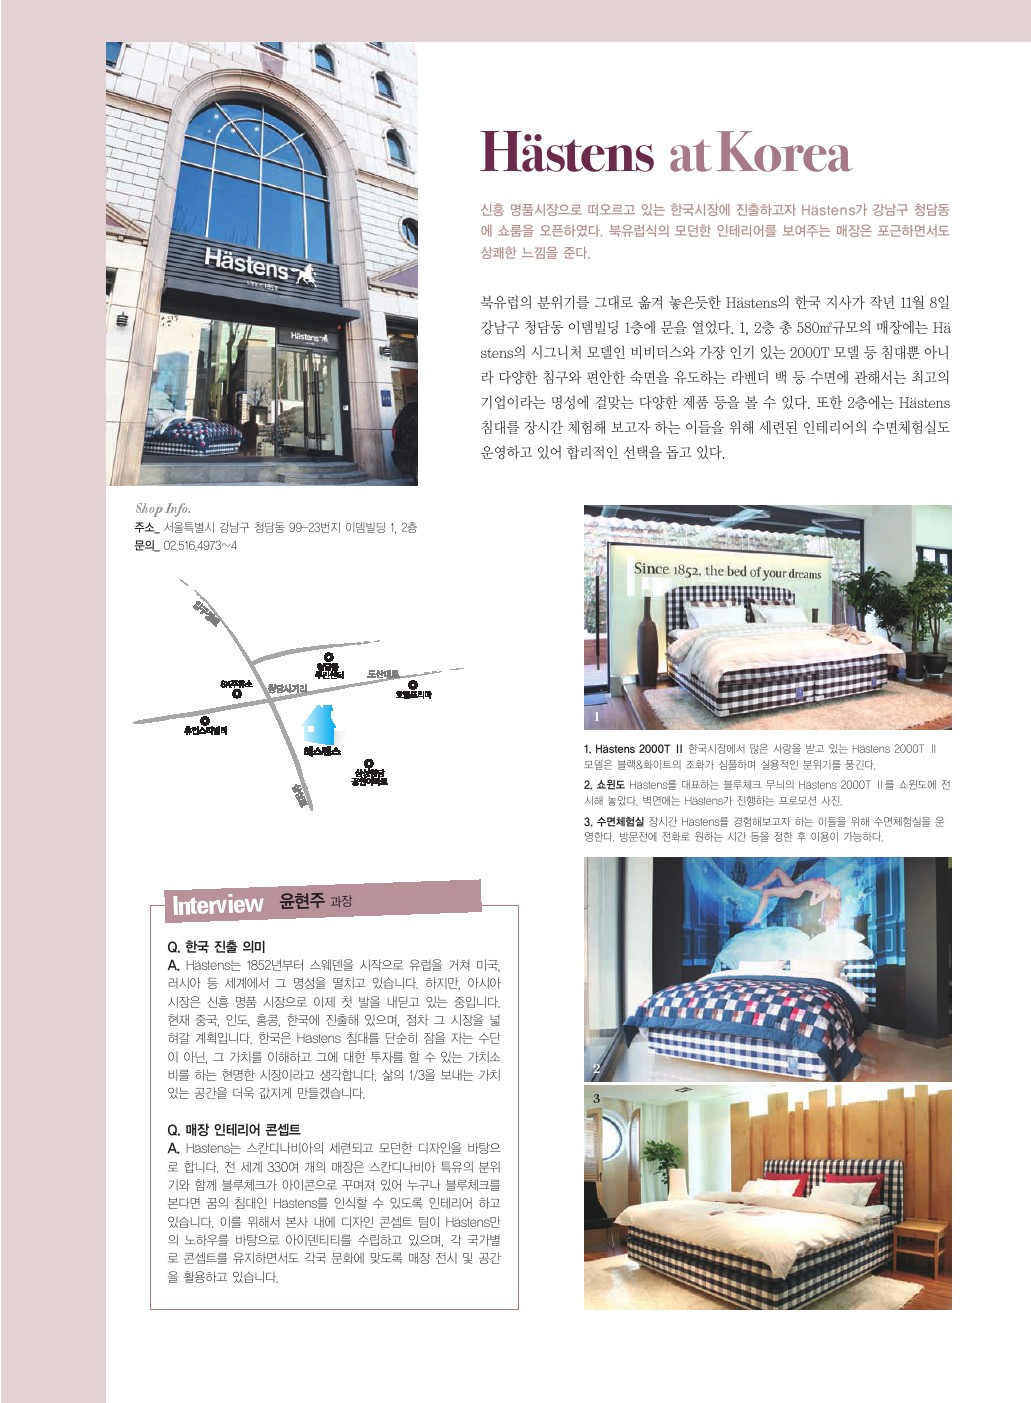 Hästens
since 1852
Hästens
Hästens at Korea
신흥 명품시장으로 떠오르고 있는 한국시장에 진출하고자 Hästens가 강남구 청담동
에 쇼룸을 오픈하였다. 북유럽식의 모던한 인테리어를 보여주는 매장은 포근하면서도
상쾌한 느낌을 준다.
북유럽의 분위기를 그대로 옮겨 놓은듯한 Hästens의 한국 지사가 작년 11월 8일
강남구 청담동 이뎀빌딩 1층에 문을 열었다. 1, 2층 총 580㎡규모의 매장에는 Hä
stens의 시그니처 모델인 비비더스와 가장 인기 있는 2000T 모델 등 침대뿐 아니
라 다양한 침구와 편안한 숙면을 유도하는 라벤더 백 등 수면에 관해서는 최고의
기업이라는 명성에 걸맞는 다양한 제품 등을 볼 수 있다. 또한 2층에는 Hästens
침대를 장시간 체험해 보고자 하는 이들을 위해 세련된 인테리어의 수면체험실도
운영하고 있어 합리적인 선택을 돕고 있다.
Shop Info.
주소_ 서울특별시 강남구 청담동 99-23번지 이뎀빌딩 1, 2층
문의_ 02.516.4973~4
청담사거리
도산대로
호텔프리마
헤스텐스
Since 1852, the bed of your dreams
1
1. Hästens 2000T Ⅱ 한국시장에서 많은 사랑을 받고 있는 Hästens 2000T Ⅱ
모델은 블랙&화이트의 조화가 심플하며 실용적인 분위기를 풍긴다.
2. 쇼윈도 Hästens를 대표하는 블루체크 무늬의 Hästens 2000T Ⅱ를 쇼윈도에 전
시해 놓았다. 벽면에는 Hästens가 진행하는 프로모션 사진.
3. 수면체험실 장시간 Hästens를 경험해보고자 하는 이들을 위해 수면체험실을 운
영한다. 방문전에 전화로 원하는 시간 등을 정한 후 이용이 가능하다.
2
3
Interview 윤현주 과장
Q. 한국 진출 의미
A. Hästens는 1852년부터 스웨덴을 시작으로 유럽을 거쳐 미국,
러시아 등 세계에서 그 명성을 떨치고 있습니다. 하지만, 아시아
시장은 신흥 명품 시장으로 이제 첫 발을 내딛고 있는 중입니다.
현재 중국, 인도, 홍콩, 한국에 진출해 있으며, 점차 그 시장을 넓
혀갈 계획입니다. 한국은 Hästens 침대를 단순히 잠을 자는 수단
이 아닌, 그 가치를 이해하고 그에 대한 투자를 할 수 있는 가치소
비를 하는 현명한 시장이라고 생각합니다. 삶의 1/3을 보내는 가치
있는 공간을 더욱 값지게 만들겠습니다.
Q. 매장 인테리어 콘셉트
A. Hästens는 스칸디나비아의 세련되고 모던한 디자인을 바탕으
로 합니다. 전 세계 330여 개의 매장은 스칸디나비아 특유의 분위
기와 함께 블루체크가 아이콘으로 꾸며져 있어 누구나 블루체크를
본다면 꿈의 침대인 Hästens를 인식할 수 있도록 인테리어 하고
있습니다. 이를 위해서 본사 내에 디자인 콘셉트 팀이 Hästens만
의 노하우를 바탕으로 아이덴티티를 수립하고 있으며, 각 국가별
로 콘셉트를 유지하면서도 각국 문화에 맞도록 매장 전시 및 공간
을 활용하고 있습니다.